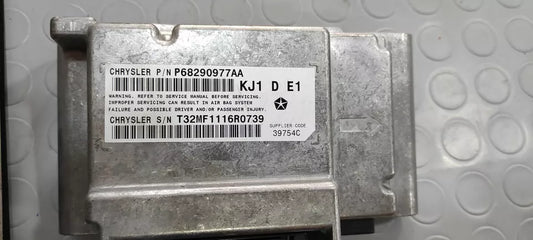 CHRYSLER P/N P68290977AA
KJ1 D E1
WARNING. REFER TO SERVICE MANUAL BEFORE SERVICING.
IMPROPER SERVICING CAN RESULT IN AIR BAG SYSTEM
FAILURE AND POSSIBLE DRIVER AND/OR PASSENGER INJURY.
CHRYSLER S/N T32MF1116R0739
SUPPLIER CODE
39754C